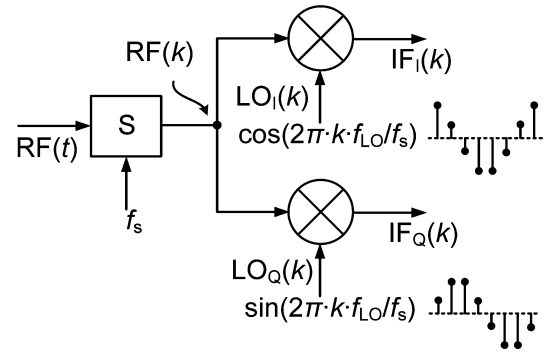 RF(k)
IF_I(k)
LO_I(k)
cos(2π·k·f_LO/f_s)
S
RF(t)
f_s
IF_Q(k)
LO_Q(k)
sin(2π·k·f_LO/f_s)